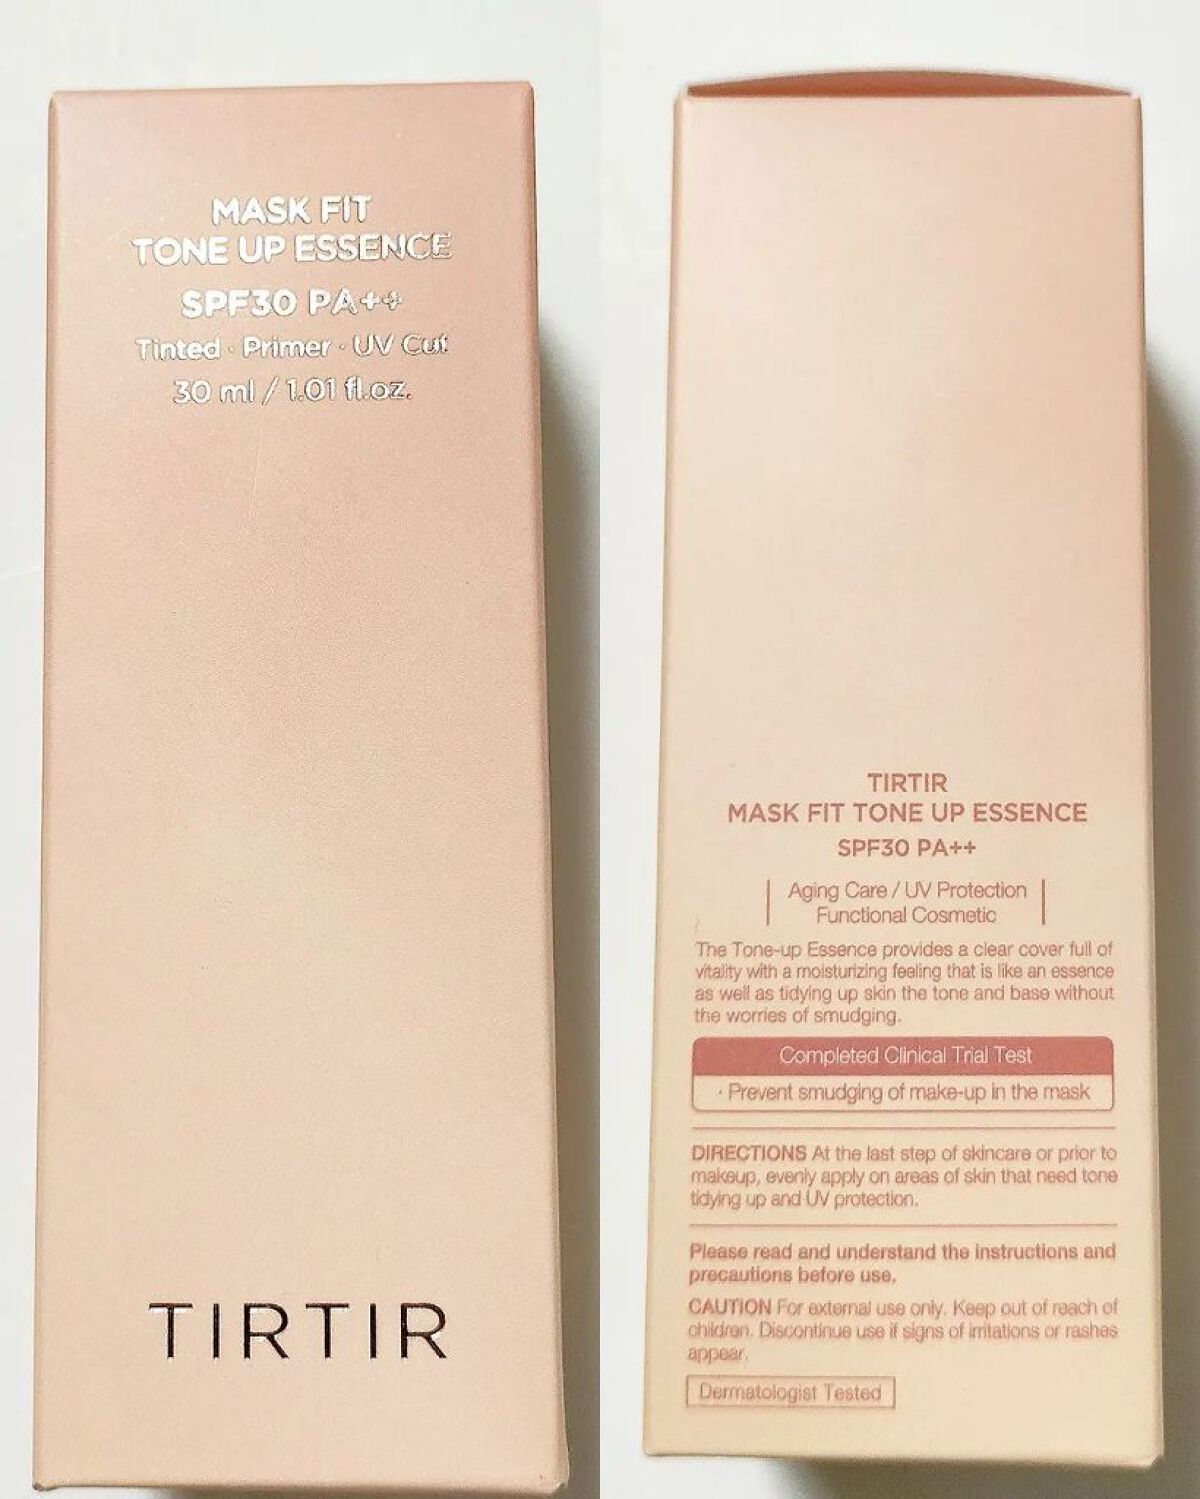 MASK FIT
TONE UP ESSENCE
SPF30 PA++
Tinted · Primer · UV Cut
30 ml / 1.01 fl.oz.
TIRTIR
TIRTIR
MASK FIT TONE UP ESSENCE
SPF30 PA++
Aging Care / UV Protection
Functional Cosmetic
The Tone-up Essence provides a clear cover full of
vitality with a moisturizing feeling that is like an essence
as well as tidying up skin the tone and base without
the worries of smudging.
Completed Clinical Trial Test
· Prevent smudging of make-up in the mask
DIRECTIONS At the last step of skincare or prior to
makeup, evenly apply on areas of skin that need tone
tidying up and UV protection.
Please read and understand the instructions and
precautions before use.
CAUTION For external use only. Keep out of reach of
children. Discontinue use if signs of irritations or rashes
appear.
Dermatologist Tested